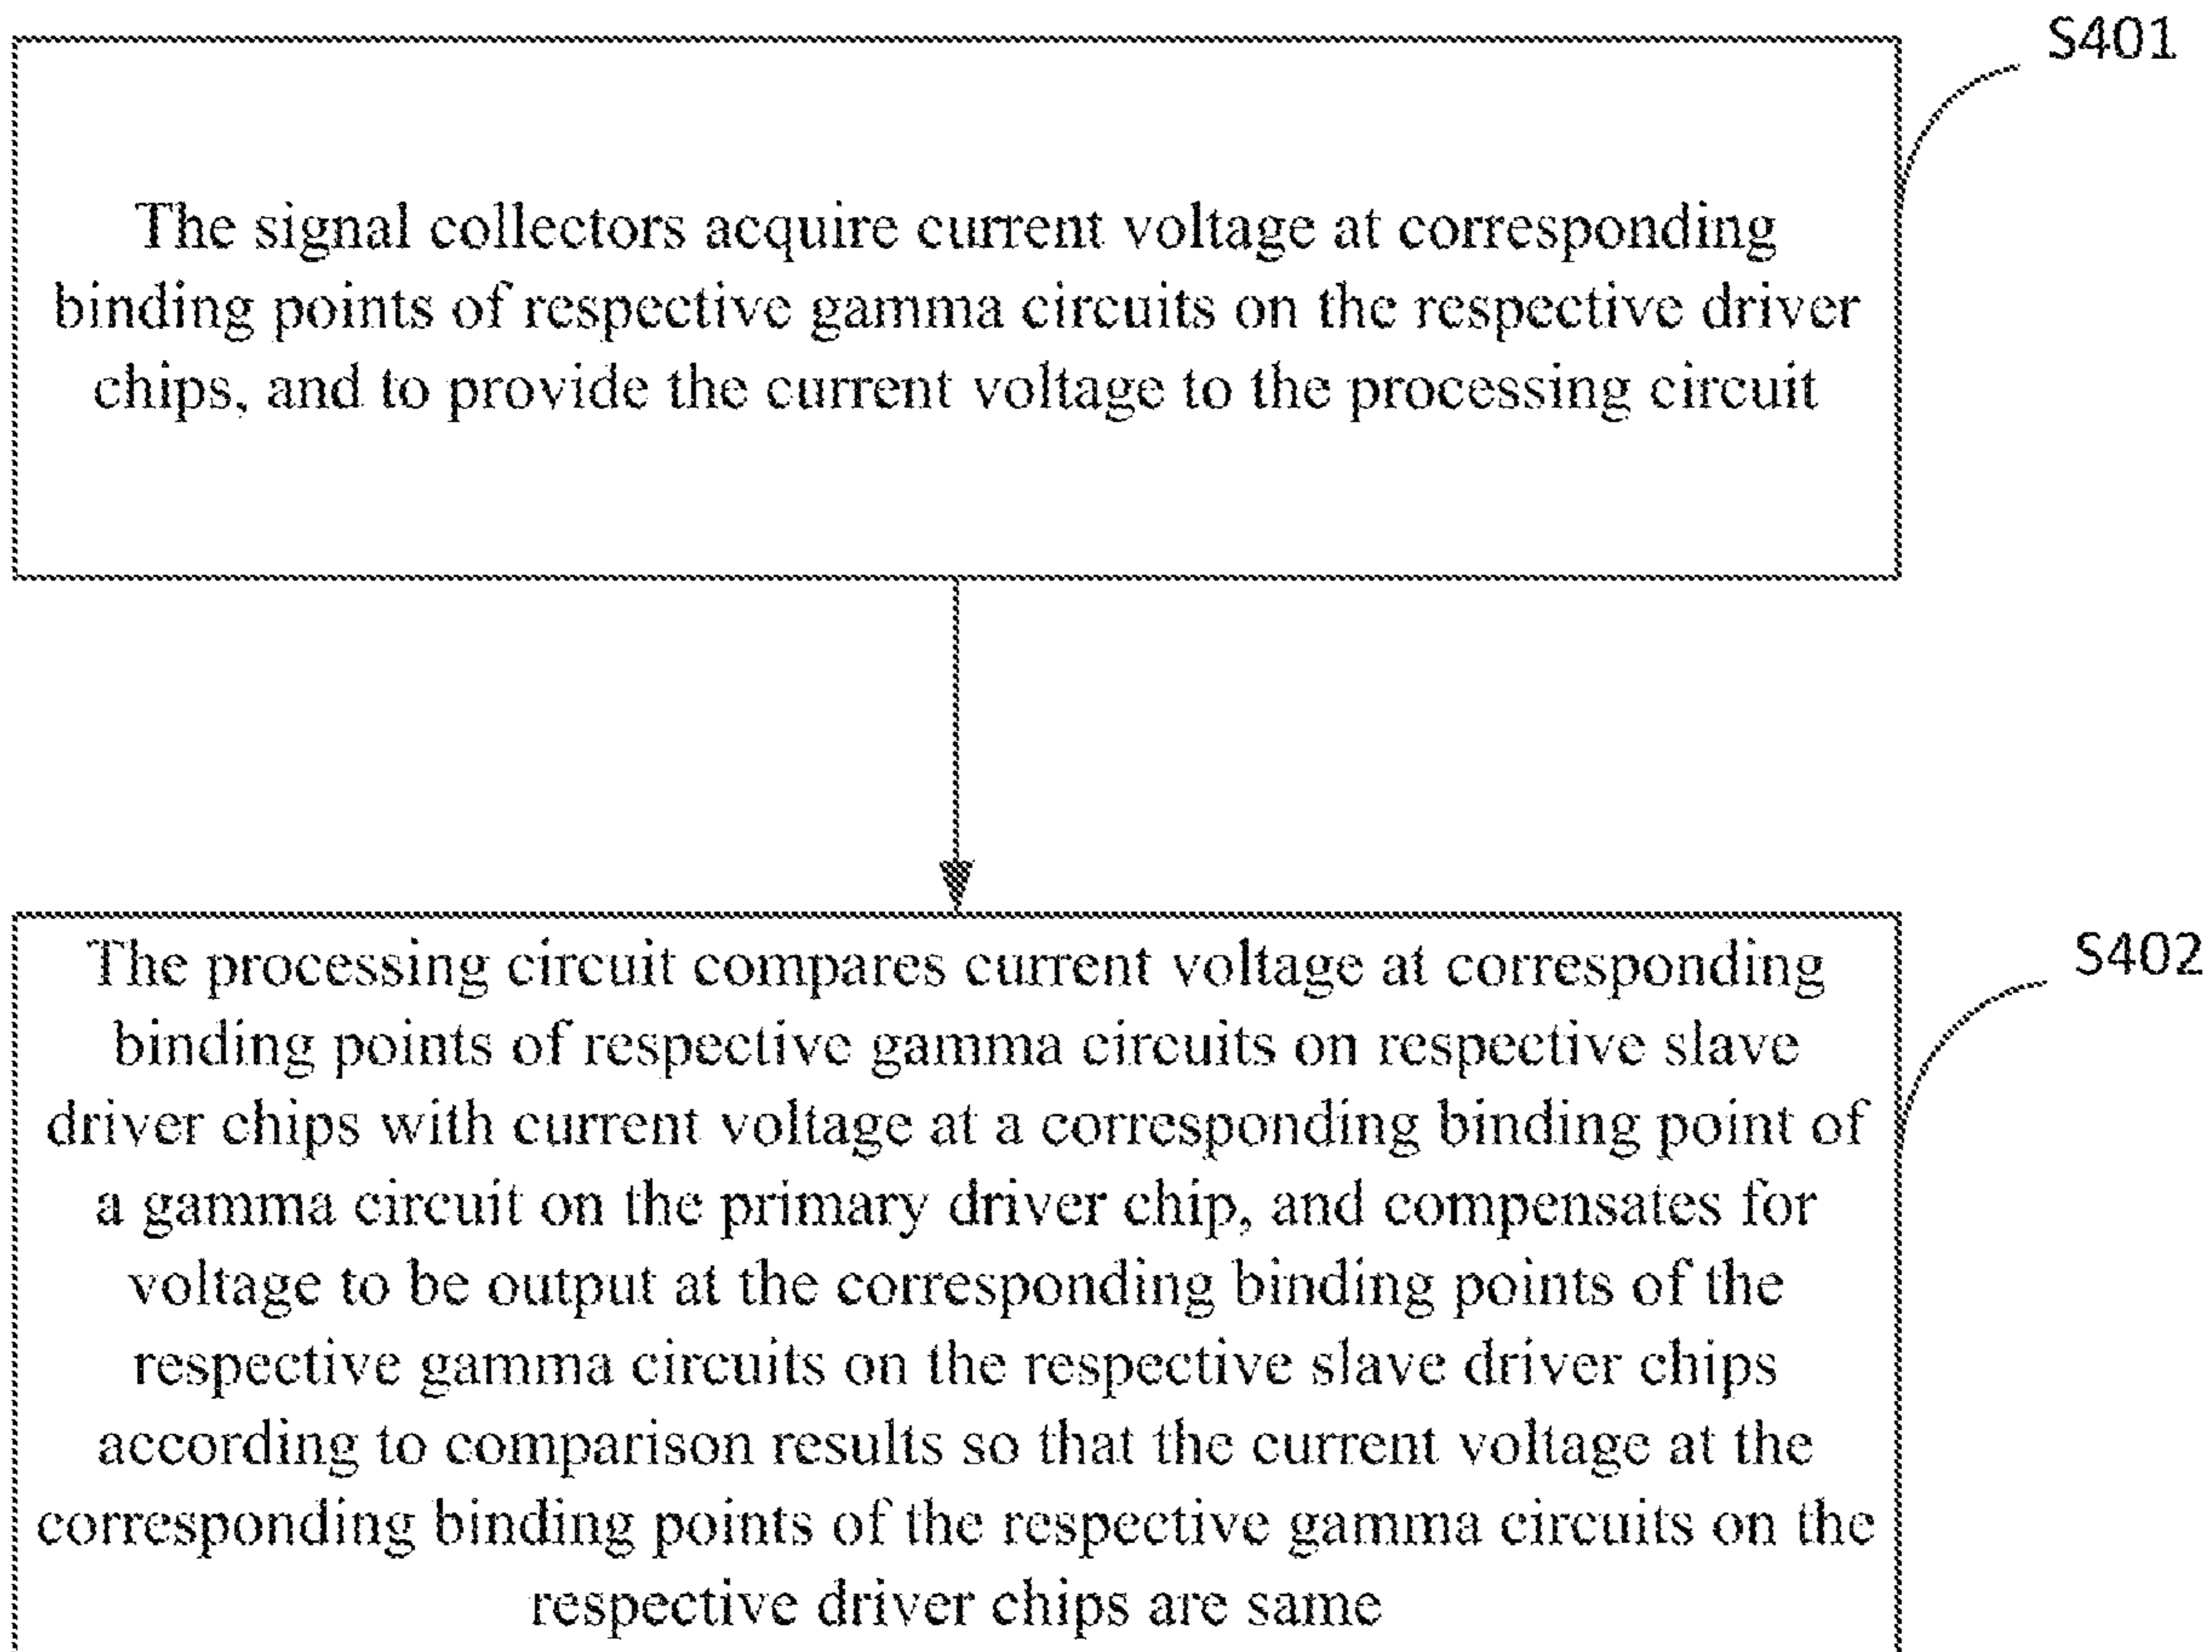 S401
The signal collectors acquire current voltage at corresponding
binding points of respective gamma circuits on the respective driver
chips, and to provide the current voltage to the processing circuit
S402
The processing circuit compares current voltage at corresponding
binding points of respective gamma circuits on respective slave
driver chips with current voltage at a corresponding binding point of
a gamma circuit on the primary driver chip, and compensates for
voltage to be output at the corresponding binding points of the
respective gamma circuits on the respective slave driver chips
according to comparison results so that the current voltage at the
corresponding binding points of the respective gamma circuits on the
respective driver chips are same